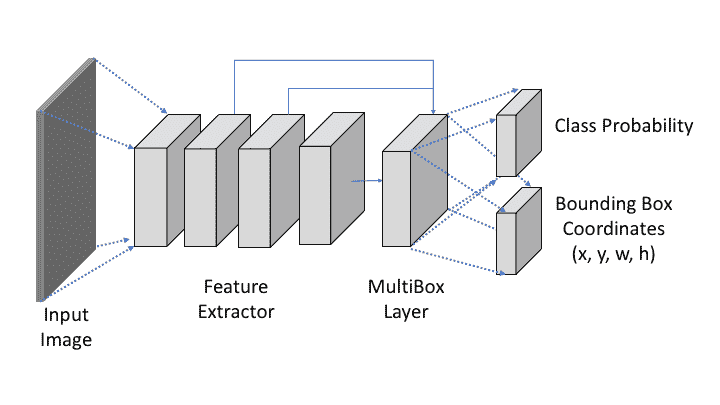 Input
Image
Feature
Extractor
MultiBox
Layer
Class Probability
Bounding Box
Coordinates
(x, y, w, h)